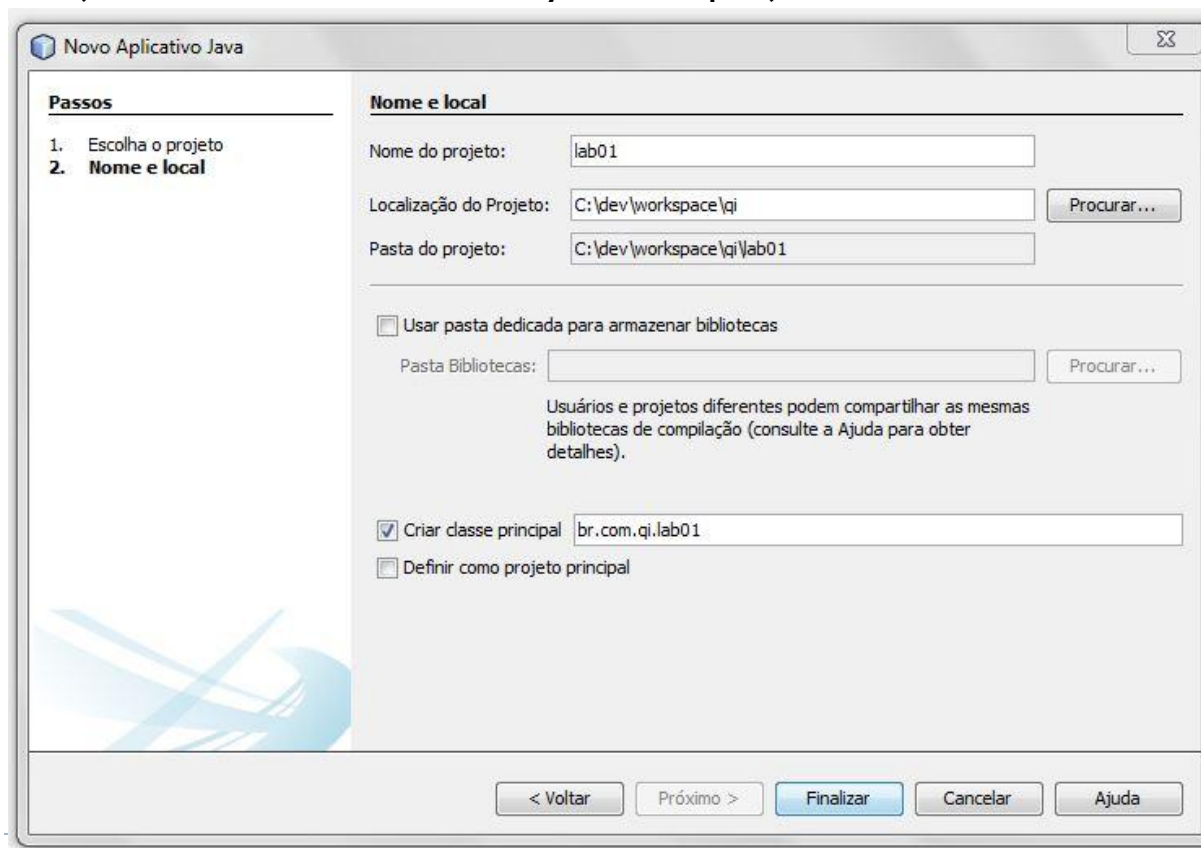 Novo Aplicativo Java
Passos
1. Escolha o projeto
2. Nome e local
Nome e local
Nome do projeto: lab01
Localização do Projeto: C:\dev\workspace\qi Procurar...
Pasta do projeto: C:\dev\workspace\qi\lab01
Usar pasta dedicada para armazenar bibliotecas
Pasta Bibliotecas: Procurar...
Usuários e projetos diferentes podem compartilhar as mesmas
bibliotecas de compilação (consulte a Ajuda para obter
detalhes).
Criar classe principal br.com.qi.lab01
Definir como projeto principal
< Voltar Próximo > Finalizar Cancelar Ajuda